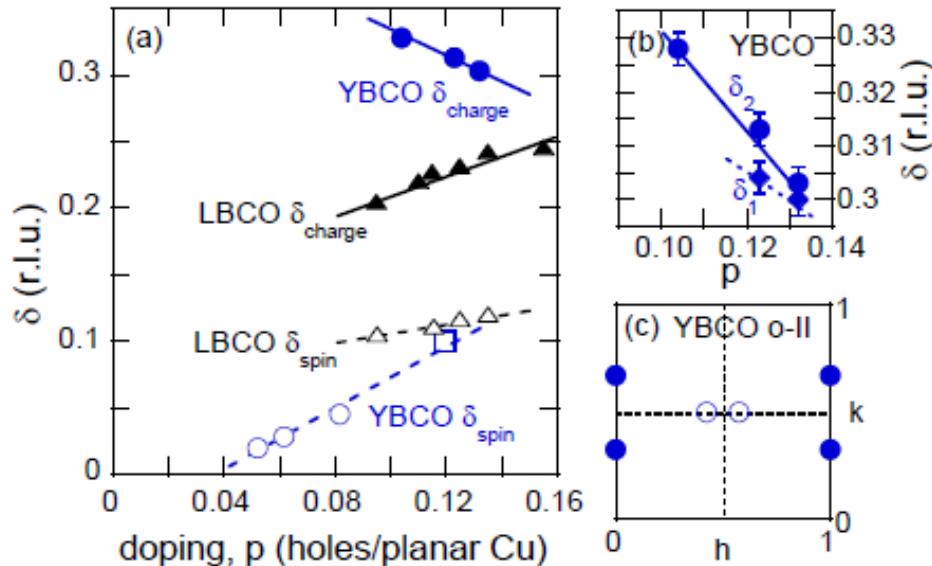 (a)
0.3
YBCO δcharge
LBCO δcharge
0.2
δ (r.l.u.)
LBCO δspin
0.1
YBCO δspin
0
0 0.04 0.08 0.12 0.16
doping, p (holes/planar Cu)
(b) YBCO
0.33
δ2
0.32
0.31
δ1
0.3
δ (r.l.u.)
0.10 0.12 0.14
p
(c) YBCO o-II
1
k
0
0 1
h